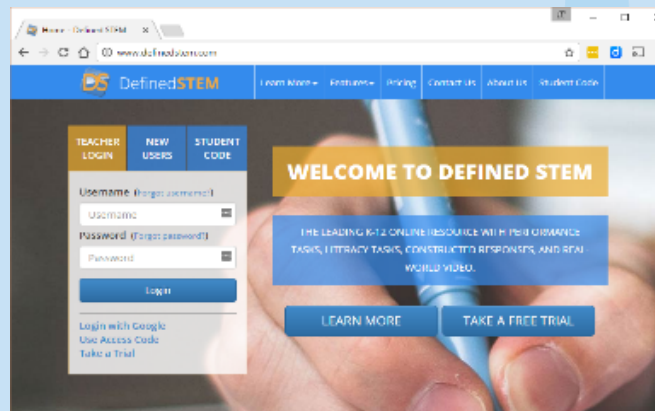 Home - Defined STEM
www.definedstem.com
DS DefinedSTEM
Learn More Features Pricing Contact Us About Us Student Code
TEACHER LOGIN
NEW USERS
STUDENT CODE
Username (Forgot username?)
Username
Password (Forgot password?)
Password
Login
Login with Google
Use Access Code
Take a Trial
WELCOME TO DEFINED STEM
THE LEADING K-12 ONLINE RESOURCE WITH PERFORMANCE
TASKS, LITERACY TASKS, CONSTRUCTED RESPONSES, AND REAL-
WORLD VIDEO.
LEARN MORE
TAKE A FREE TRIAL